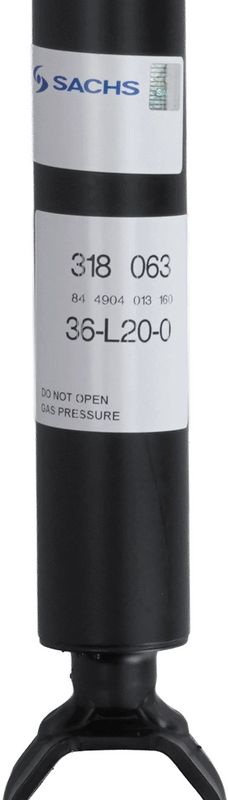 SACHS
318 063
84 4904 013 160
36-L20-0
DO NOT OPEN
GAS PRESSURE